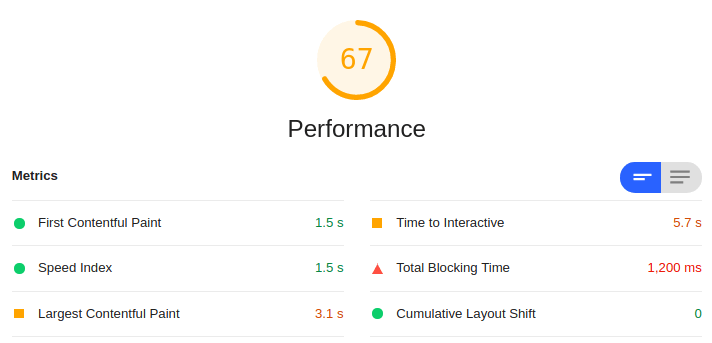 67
Performance
Metrics
First Contentful Paint 1.5 s
Speed Index 1.5 s
Largest Contentful Paint 3.1 s
Time to Interactive 5.7 s
Total Blocking Time 1,200 ms
Cumulative Layout Shift 0